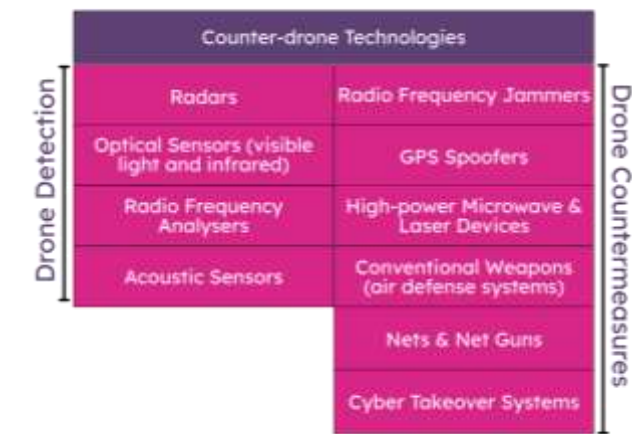 Counter-drone Technologies
Drone Detection
Radars
Optical Sensors (visible
light and infrared)
Radio Frequency
Analysers
Acoustic Sensors
Radio Frequency Jammers
GPS Spoofers
High-power Microwave &
Laser Devices
Conventional Weapons
(air defense systems)
Nets & Net Guns
Cyber Takeover Systems
Drone Countermeasures